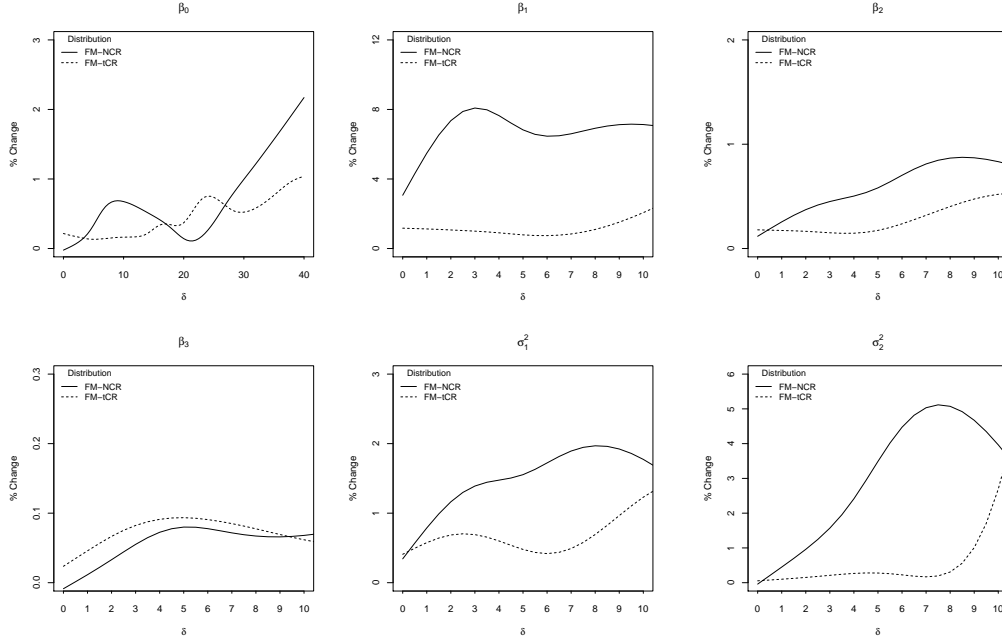 β0
% Change
3
2
1
0
Distribution
FM−NCR
FM−tCR
0 10 20 30 40
δ
β1
% Change
12
8
4
0
Distribution
FM−NCR
FM−tCR
0 1 2 3 4 5 6 7 8 9 10
δ
β2
% Change
2
1
0
Distribution
FM−NCR
FM−tCR
0 1 2 3 4 5 6 7 8 9 10
δ
β3
% Change
0.3
0.2
0.1
0.0
Distribution
FM−NCR
FM−tCR
0 1 2 3 4 5 6 7 8 9 10
δ
σ²1
% Change
3
2
1
0
Distribution
FM−NCR
FM−tCR
0 1 2 3 4 5 6 7 8 9 10
δ
σ²2
% Change
6
5
4
3
2
1
0
Distribution
FM−NCR
FM−tCR
0 1 2 3 4 5 6 7 8 9 10
δ